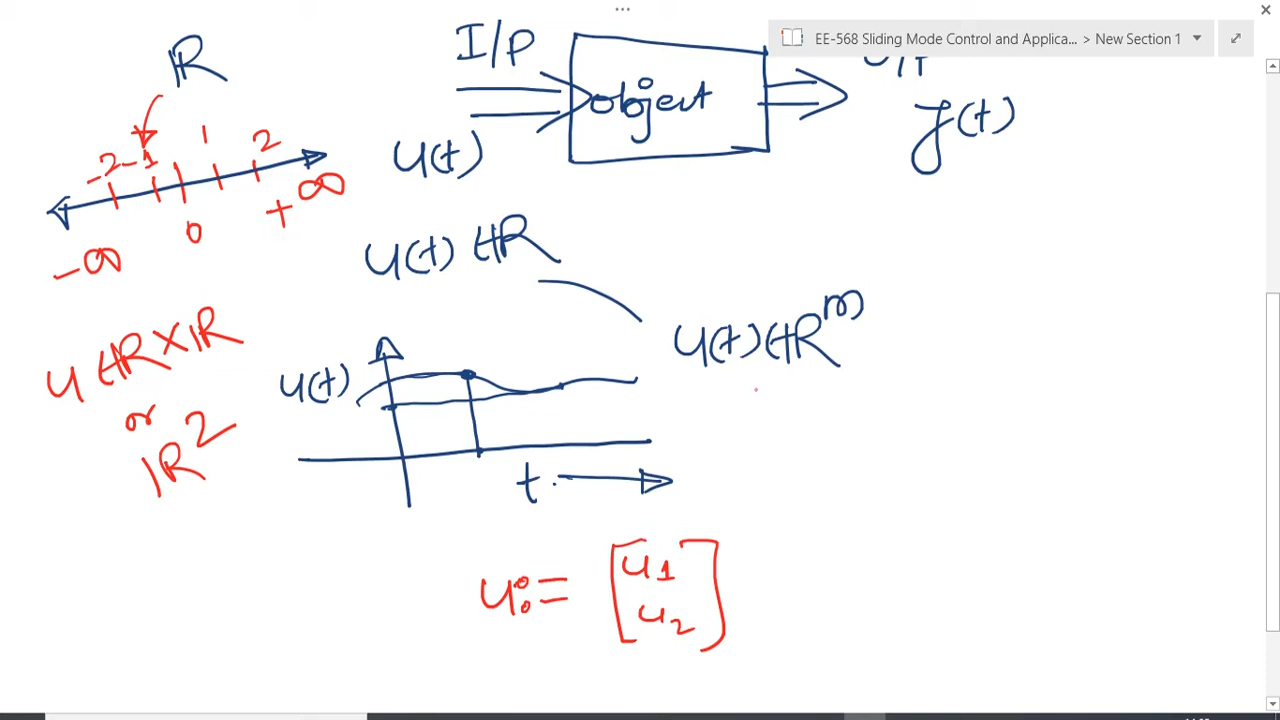 EE-568 Sliding Mode Control and Applica... > New Section 1
I/P
object
u(t)
y(t)
ℝ
-2 -1 0 1 2
-∞ +∞
u(t) ∈ ℝ
u(t) ∈ ℝ^m
u ∈ ℝ × ℝ
or
ℝ^2
u(t)
t
u := [u1
u2]